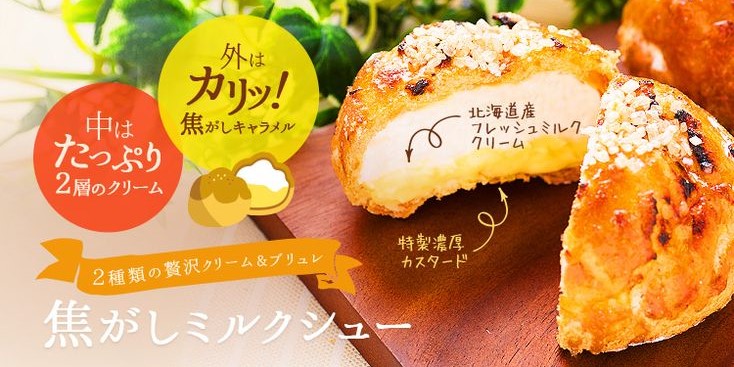 外は
カリッ!
焦がしキャラメル
中は
たっぷり
2層のクリーム
北海道産
フレッシュミルク
クリーム
特製濃厚
カスタード
2種類の贅沢クリーム&ブリュレ
焦がしミルクシュー